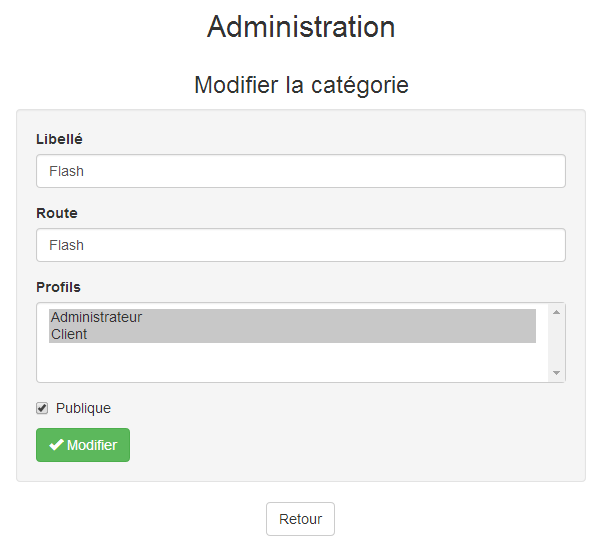 Administration
Modifier la catégorie
Libellé
Flash
Route
Flash
Profils
Administrateur
Client
Publique
Modifier
Retour